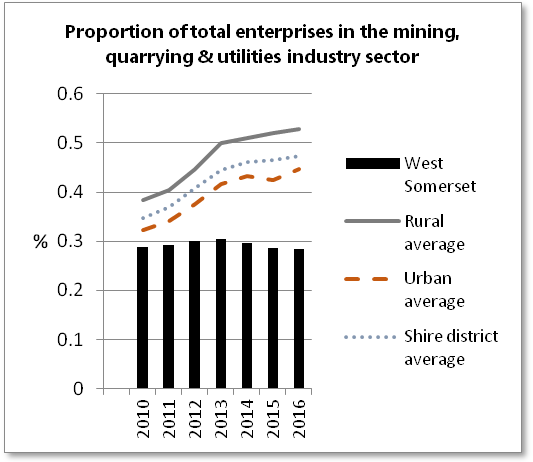 Proportion of total enterprises in the mining,
quarrying & utilities industry sector
0.6
0.5
0.4
0.3
0.2
0.1
0
%
2010
2011
2012
2013
2014
2015
2016
West
Somerset
Rural
average
Urban
average
Shire district
average